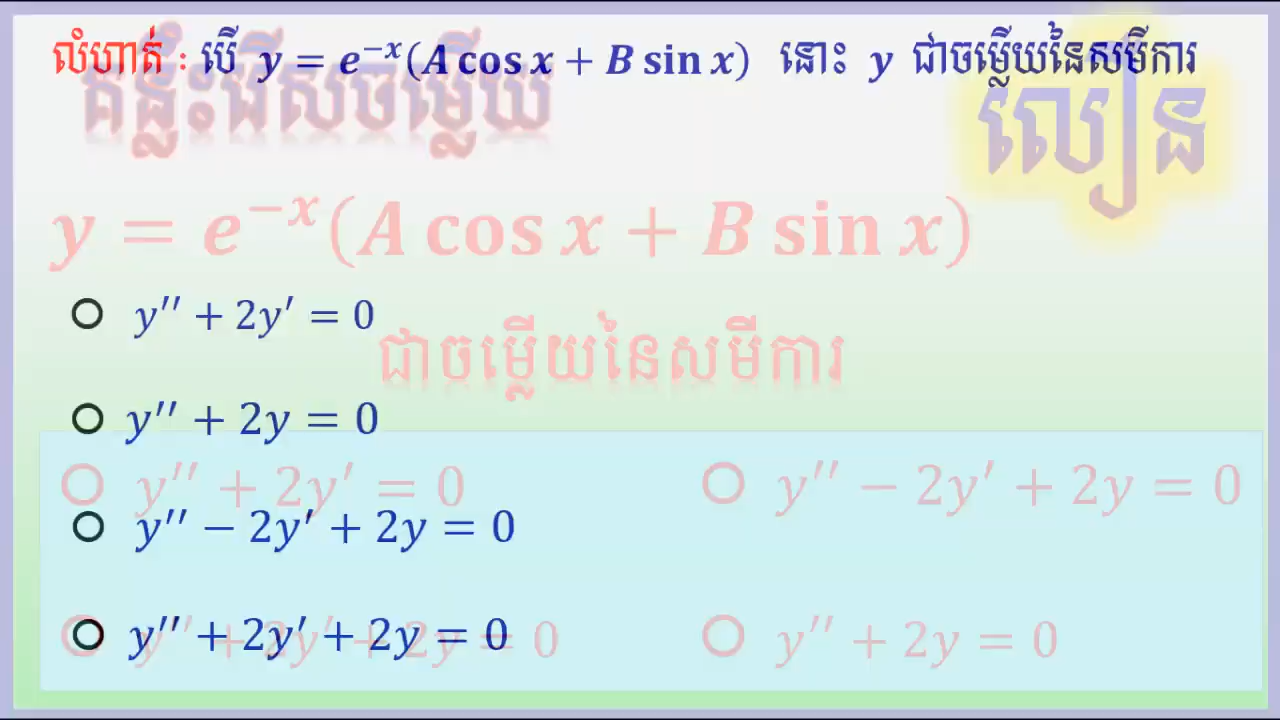 លំហាត់ : បើ y = e^{-x}(A cos x + B sin x) នោះ y ជាចម្លើយនៃសមីការ
គន្លឹះរើសចម្លើយ
លឿន
y = e^{-x}(A cos x + B sin x)
y′′ + 2y′ = 0
ជាចម្លើយនៃសមីការ
y′′ + 2y = 0
y′′ + 2y′ = 0 y′′ − 2y′ + 2y = 0
y′′ − 2y′ + 2y = 0
y′′ + 2y′ + 2y = 0
y′′ + 2y′ + 2y = 0 y′′ + 2y = 0